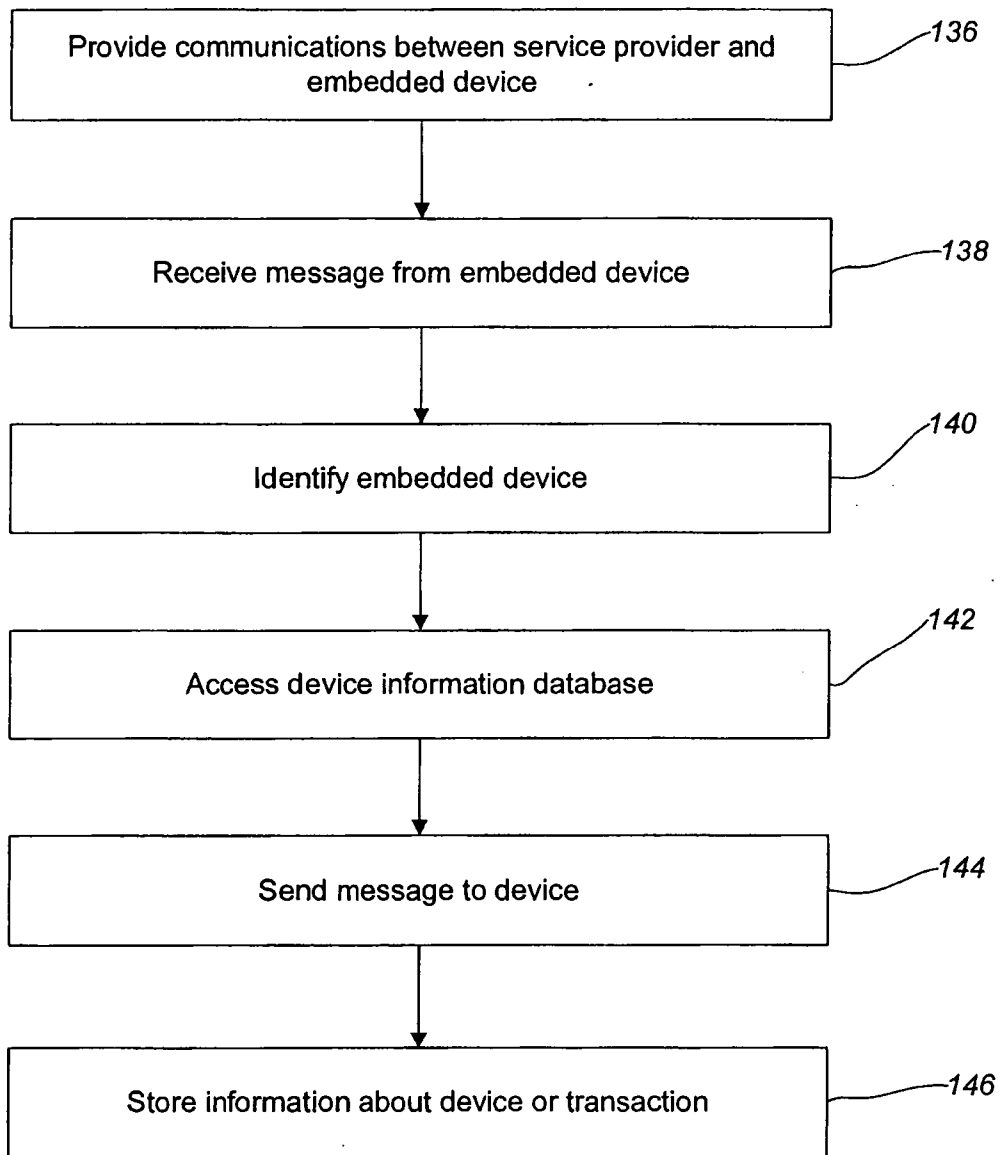 Provide communications between service provider and
embedded device
136
Receive message from embedded device
138
Identify embedded device
140
Access device information database
142
Send message to device
144
Store information about device or transaction
146